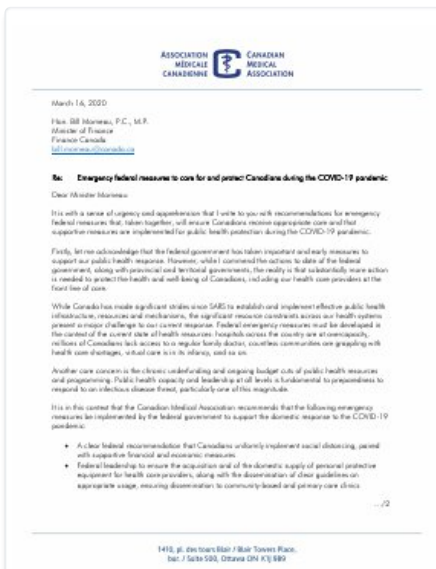 ASSOCIATION CANADIAN
MÉDICALE MEDICAL
CANADIENNE ASSOCIATION
March 16, 2020
Hon. Bill Morneau, P.C., M.P.
Minister of Finance
Finance Canada
bill.morneau@canada.ca
Re: Emergency federal measures to care for and protect Canadians during the COVID-19 pandemic
Dear Minister Morneau:
It is with a sense of urgency and apprehension that I write to you with recommendations for emergency
federal measures that, taken together, will ensure Canadians receive appropriate care and that
supportive measures are implemented for public health protection during the COVID-19 pandemic.
Firstly, let me acknowledge that the federal government has taken important and early measures to
support our public health response. However, while I commend the actions to date of the federal
government, along with provincial and territorial governments, the reality is that substantially more action
is needed to protect the health and well-being of Canadians, including our health care providers at the
front line of care.
While Canada has made significant strides since SARS to establish and implement effective public health
infrastructure, resources and mechanisms, the significant resource constraints across our health systems
present a major challenge to our current response. Federal emergency measures must be developed in
the context of the current state of health resources: hospitals across the country are at overcapacity,
millions of Canadians lack access to a regular family doctor, countless communities are grappling with
health care shortages, virtual care is in its infancy, and so on.
Another core concern is the chronic underfunding and ongoing budget cuts of public health resources
and programming. Public health capacity and leadership at all levels is fundamental to preparedness to
respond to an infectious disease threat, particularly one of this magnitude.
It is in this context that the Canadian Medical Association recommends that the following emergency
measures be implemented by the federal government to support the domestic response to the COVID-19
pandemic:
• A clear federal recommendation that Canadians uniformly implement social distancing, paired
with supportive financial and economic measures
• Federal leadership to ensure the acquisition and of the domestic supply of personal protective
equipment for health care providers, along with the dissemination of clear guidelines on
appropriate usage, ensuring dissemination to community-based and primary care clinics
.../2
1410, pl. des tours Blair / Blair Towers Place,
bur. / Suite 500, Ottawa ON K1J 9B9